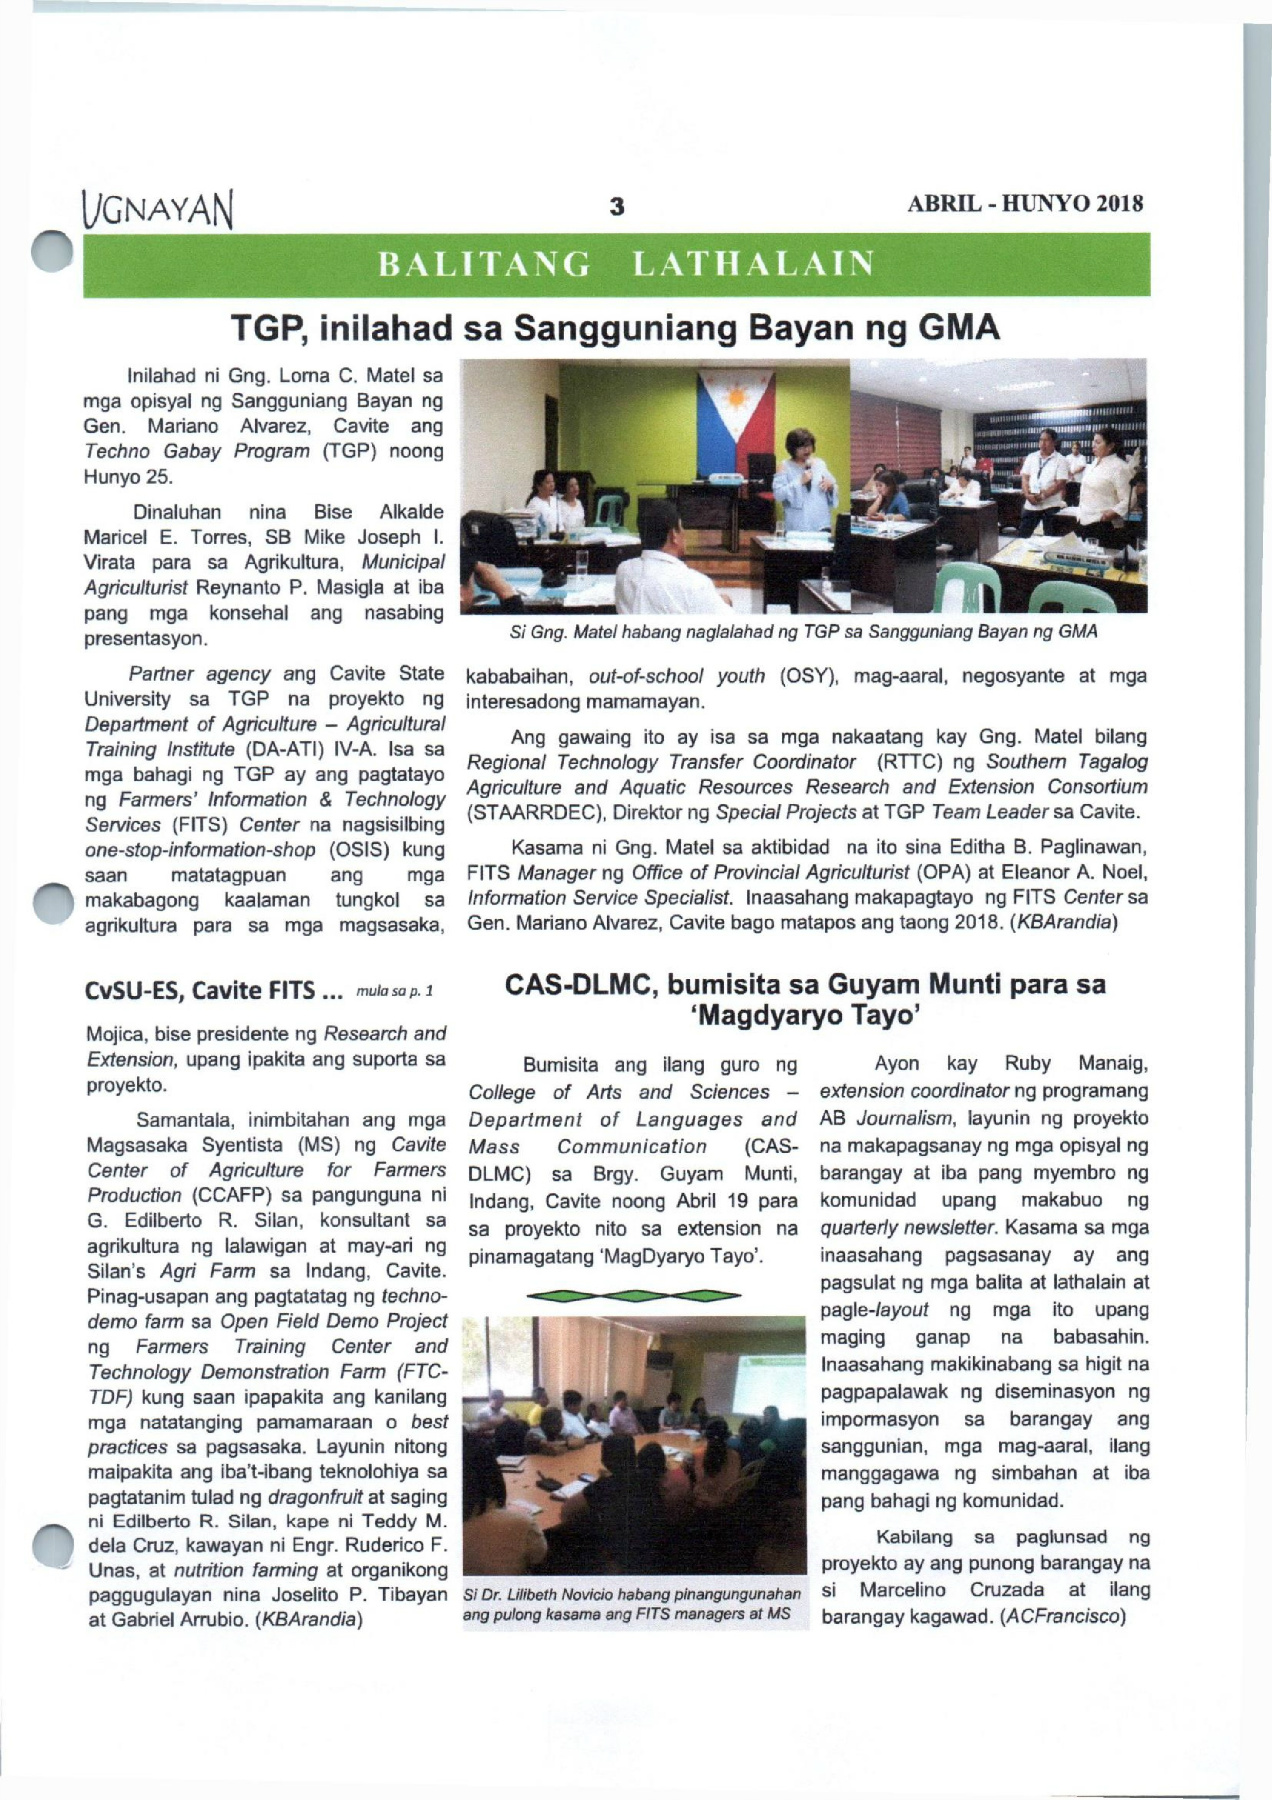 UGNAYAN
3
ABRIL - HUNYO 2018
BALITANG LATHALAIN
TGP, inilahad sa Sangguniang Bayan ng GMA
Inilahad ni Gng. Lorna C. Matel sa
mga opisyal ng Sangguniang Bayan ng
Gen. Mariano Alvarez, Cavite ang
Techno Gabay Program (TGP) noong
Hunyo 25.
Dinaluhan nina Bise Alkalde
Maricel E. Torres, SB Mike Joseph I.
Virata para sa Agrikultura, Municipal
Agriculturist Reynanto P. Masigla at iba
pang mga konsehal ang nasabing
presentasyon.
Partner agency ang Cavite State
University sa TGP na proyekto ng
Department of Agriculture – Agricultural
Training Institute (DA-ATI) IV-A. Isa sa
mga bahagi ng TGP ay ang pagtatayo
ng Farmers' Information & Technology
Services (FITS) Center na nagsisilbing
one-stop-information-shop (OSIS) kung
saan matatagpuan ang mga
makabagong kaalaman tungkol sa
agrikultura para sa mga magsasaka,
Si Gng. Matel habang naglalahad ng TGP sa Sangguniang Bayan ng GMA
kababaihan, out-of-school youth (OSY), mag-aaral, negosyante at mga
interesadong mamamayan.
Ang gawaing ito ay isa sa mga nakaatang kay Gng. Matel bilang
Regional Technology Transfer Coordinator (RTTC) ng Southern Tagalog
Agriculture and Aquatic Resources Research and Extension Consortium
(STAARRDEC), Direktor ng Special Projects at TGP Team Leader sa Cavite.
Kasama ni Gng. Matel sa aktibidad na ito sina Editha B. Paglinawan,
FITS Manager ng Office of Provincial Agriculturist (OPA) at Eleanor A. Noel,
Information Service Specialist. Inaasahang makapagtayo ng FITS Center sa
Gen. Mariano Alvarez, Cavite bago matapos ang taong 2018. (KBArandia)
CvSU-ES, Cavite FITS ... mula sa p. 1
Mojica, bise presidente ng Research and
Extension, upang ipakita ang suporta sa
proyekto.
Samantala, inimbitahan ang mga
Magsasaka Syentista (MS) ng Cavite
Center of Agriculture for Farmers
Production (CCAFP) sa pangunguna ni
G. Edilberto R. Silan, konsultant sa
agrikultura ng lalawigan at may-ari ng
Silan's Agri Farm sa Indang, Cavite.
Pinag-usapan ang pagtatatag ng techno-
demo farm sa Open Field Demo Project
ng Farmers Training Center and
Technology Demonstration Farm (FTC-
TDF) kung saan ipapakita ang kanilang
mga natatanging pamamaraan o best
practices sa pagsasaka. Layunin nitong
maipakita ang iba't-ibang teknolohiya sa
pagtatanim tulad ng dragonfruit at saging
ni Edilberto R. Silan, kape ni Teddy M.
dela Cruz, kawayan ni Engr. Ruderico F.
Unas, at nutrition farming at organikong
paggugulayan nina Joselito P. Tibayan
at Gabriel Arrubio. (KBArandia)
CAS-DLMC, bumisita sa Guyam Munti para sa
'Magdyaryo Tayo'
Bumisita ang ilang guro ng
College of Arts and Sciences –
Department of Languages and
Mass Communication (CAS-
DLMC) sa Brgy. Guyam Munti,
Indang, Cavite noong Abril 19 para
sa proyekto nito sa extension na
pinamagatang 'MagDyaryo Tayo'.
Si Dr. Lilibeth Novicio habang pinangungunahan
ang pulong kasama ang FITS managers at MS
Ayon kay Ruby Manaig,
extension coordinator ng programang
AB Journalism, layunin ng proyekto
na makapagsanay ng mga opisyal ng
barangay at iba pang myembro ng
komunidad upang makabuo ng
quarterly newsletter. Kasama sa mga
inaasahang pagsasanay ay ang
pagsulat ng mga balita at lathalain at
pagle-layout ng mga ito upang
maging ganap na babasahin.
Inaasahang makikinabang sa higit na
pagpapalawak ng diseminasyon ng
impormasyon sa barangay ang
sanggunian, mga mag-aaral, ilang
manggagawa ng simbahan at iba
pang bahagi ng komunidad.
Kabilang sa paglunsad ng
proyekto ay ang punong barangay na
si Marcelino Cruzada at ilang
barangay kagawad. (ACFrancisco)